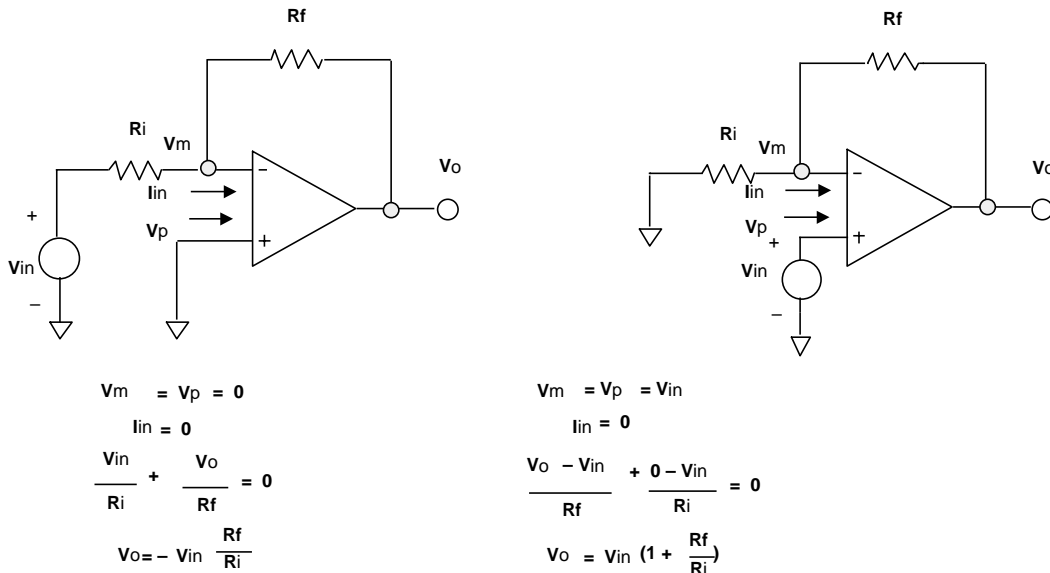 Rf
Ri
Vm
Vo
Iin
Vp
+
Vin
−
−
+
Vm = Vp = 0
Iin = 0
Vin / Ri + Vo / Rf = 0
Vo = − Vin Rf / Ri
Rf
Ri
Vm
Vo
Iin
Vp
+
Vin
−
−
+
Vm = Vp = Vin
Iin = 0
Vo − Vin / Rf + 0 − Vin / Ri = 0
Vo = Vin (1 + Rf / Ri)